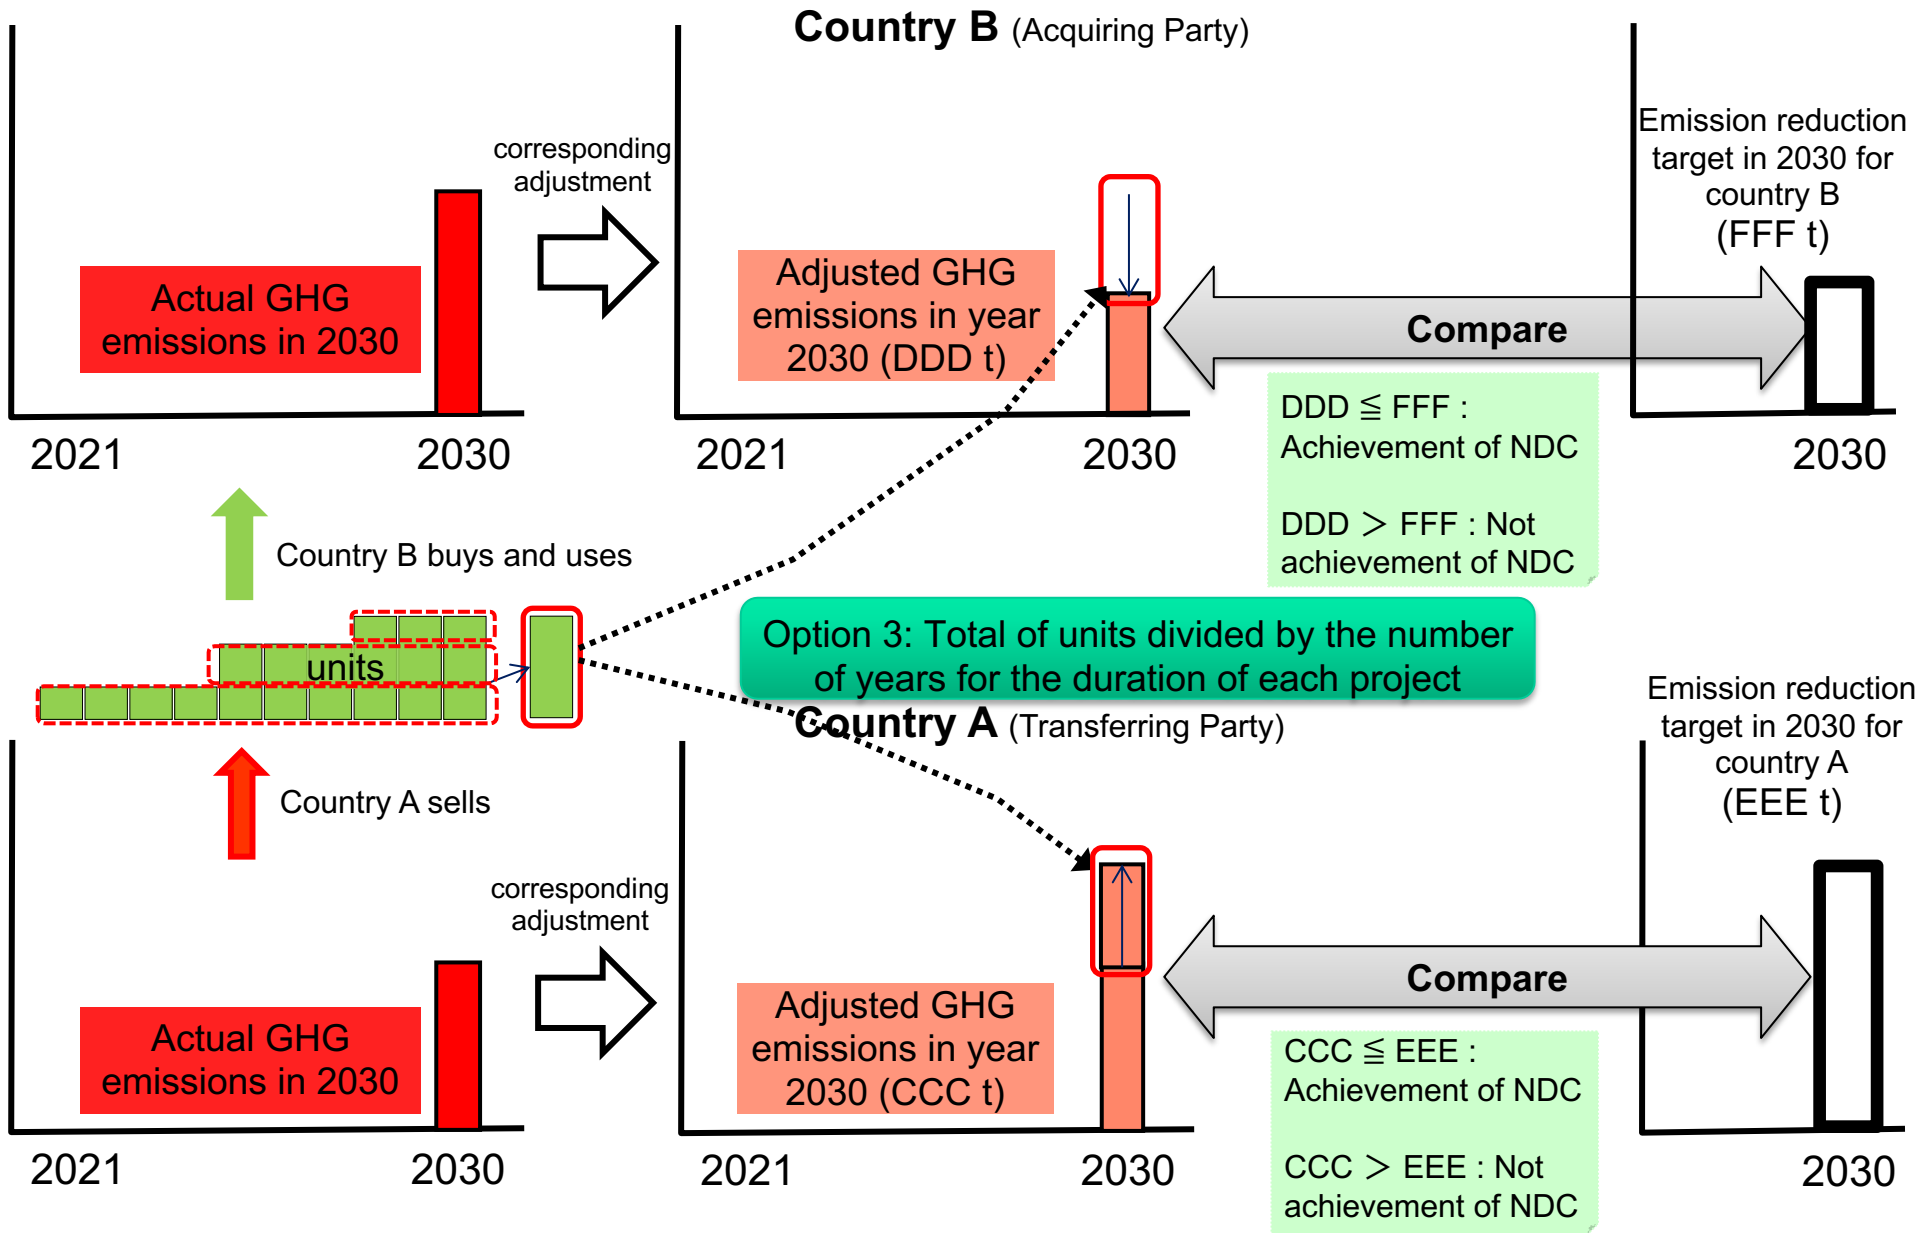 Country B (Acquiring Party)
corresponding
adjustment
Actual GHG
emissions in 2030
2021
2030
Adjusted GHG
emissions in year
2030 (DDD t)
2021
2030
Compare
Emission reduction
target in 2030 for
country B
(FFF t)
2030
DDD ≦ FFF :
Achievement of NDC
DDD ＞ FFF : Not
achievement of NDC
Country B buys and uses
units
Option 3: Total of units divided by the number
of years for the duration of each project
Country A sells
Country A (Transferring Party)
corresponding
adjustment
Actual GHG
emissions in 2030
2021
2030
Adjusted GHG
emissions in year
2030 (CCC t)
2021
2030
Compare
Emission reduction
target in 2030 for
country A
(EEE t)
2030
CCC ≦ EEE :
Achievement of NDC
CCC ＞ EEE : Not
achievement of NDC